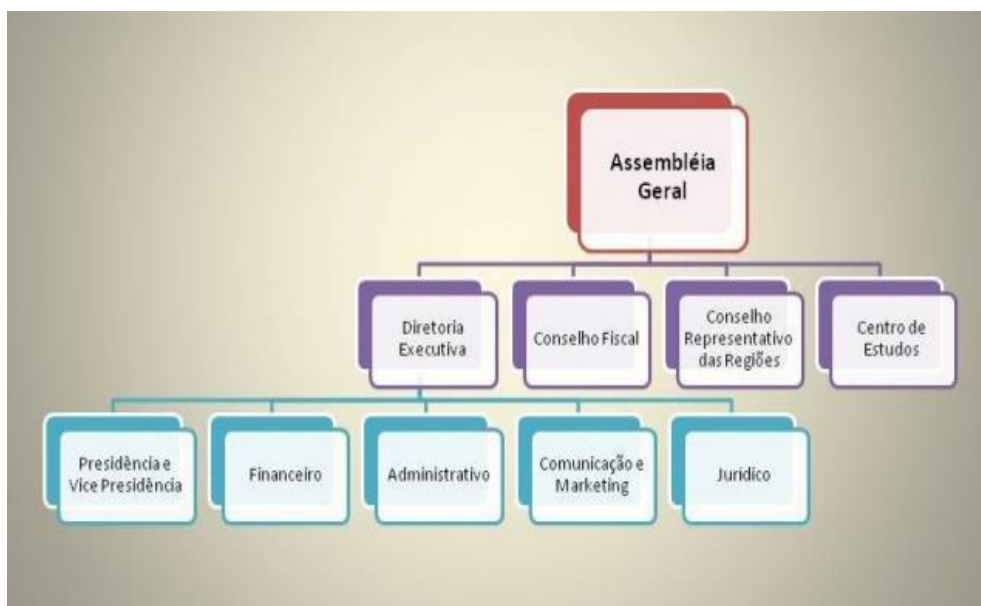 Assembléia
Geral
Diretoria
Executiva
Conselho Fiscal
Conselho
Representativo
das Regiões
Centro de
Estudos
Presidência e
Vice Presidência
Financeiro
Administrativo
Comunicação e
Marketing
Jurídico